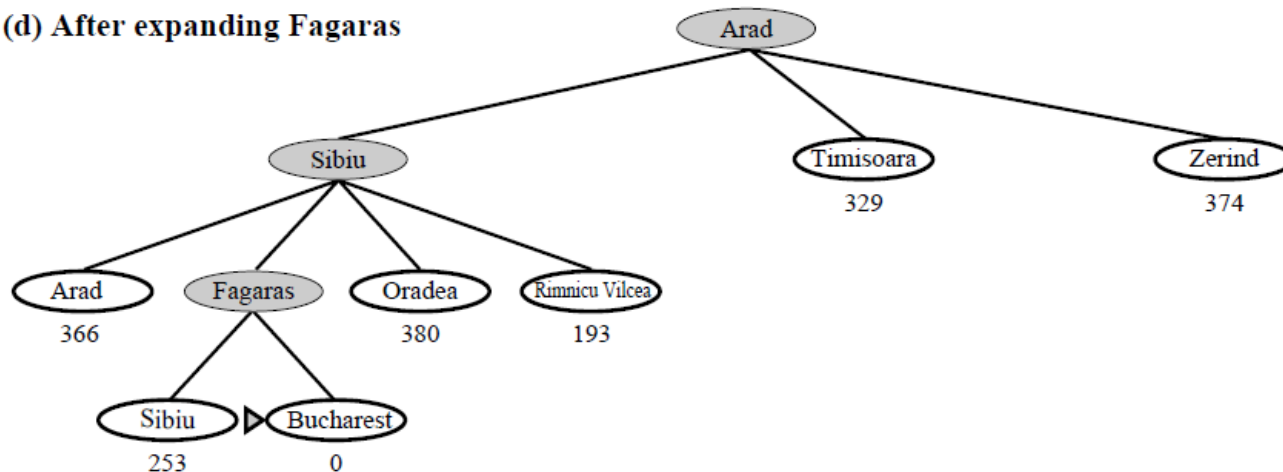 (d) After expanding Fagaras
Arad
Sibiu
Timisoara
Zerind
329
374
Arad
Fagaras
Oradea
Rimnicu Vilcea
366
380
193
Sibiu
Bucharest
253
0